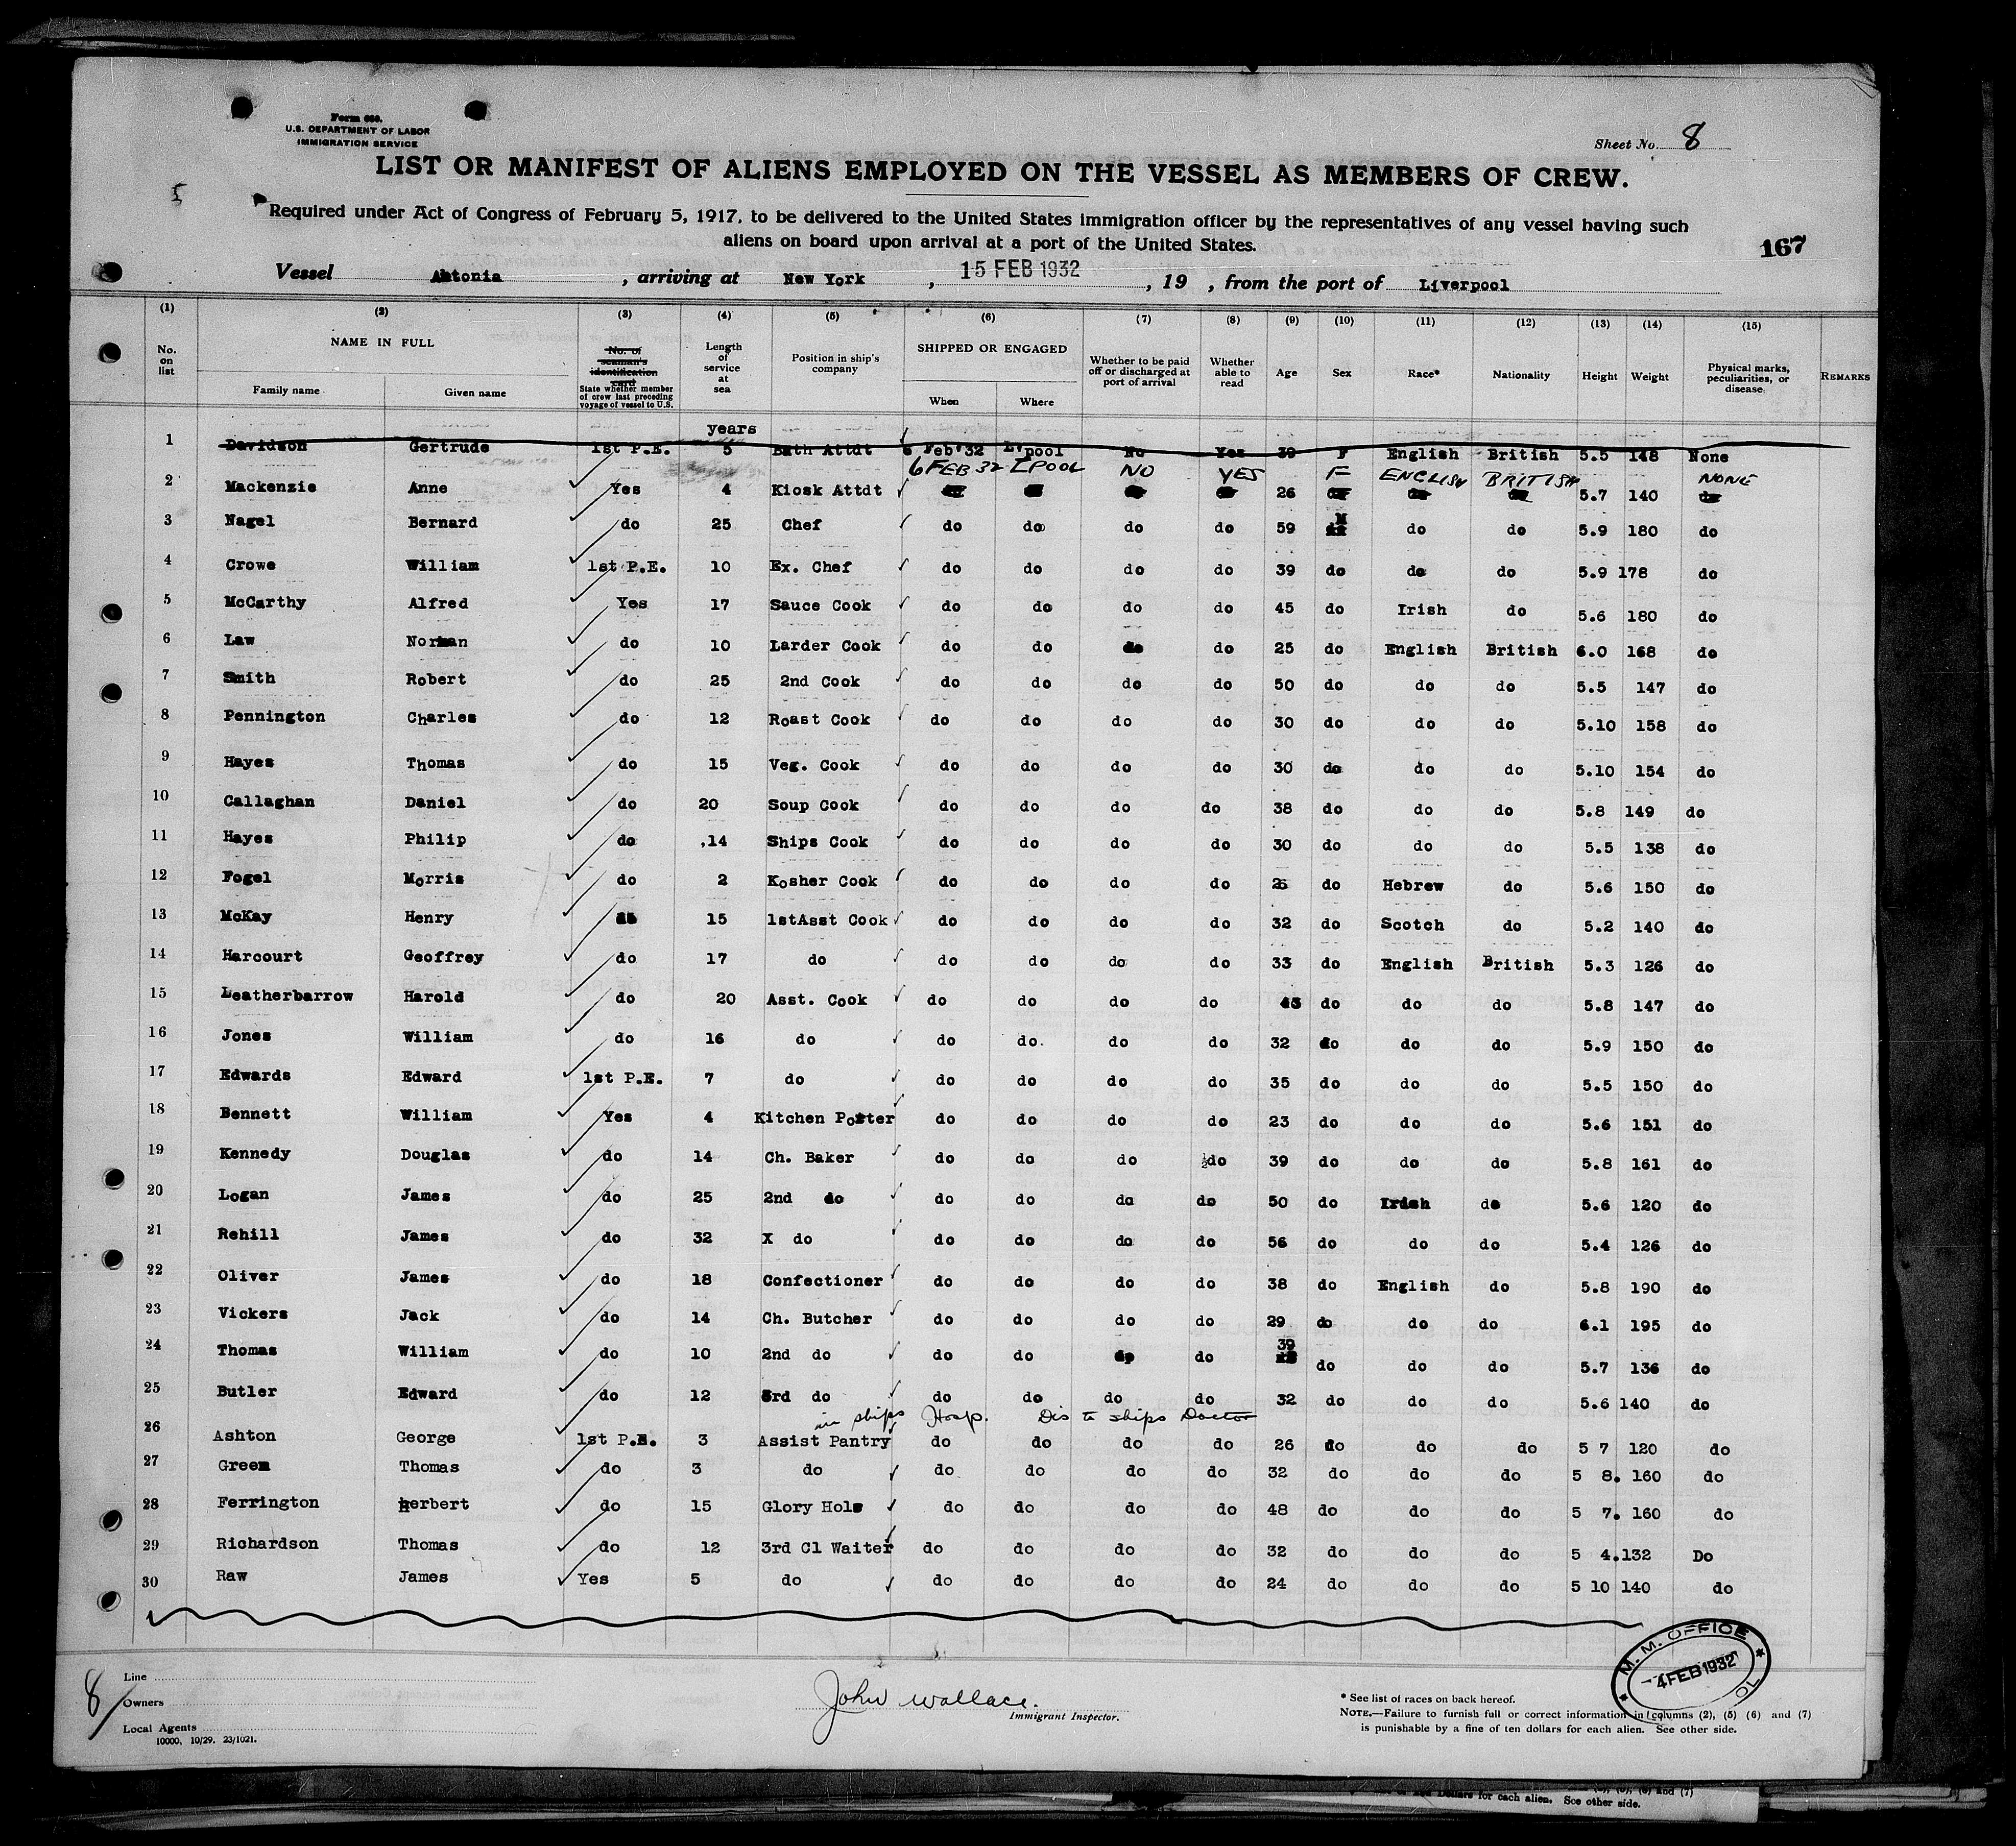 Form 680.
U.S. DEPARTMENT OF LABOR
IMMIGRATION SERVICE
Sheet No. 8
LIST OR MANIFEST OF ALIENS EMPLOYED ON THE VESSEL AS MEMBERS OF CREW.
Required under Act of Congress of February 5, 1917, to be delivered to the United States immigration officer by the representatives of any vessel having such
aliens on board upon arrival at a port of the United States.
167
Vessel Antonia, arriving at New York, 15 FEB 1932, 19 , from the port of Liverpool
(1) (2) (3) (4) (5) (6) (7) (8) (9) (10) (11) (12) (13) (14) (15)
No. on list NAME IN FULL Family name Given name No. of seaman's identification card State whether member of crew last preceding voyage of vessel to U.S. Length of service at sea Position in ship's company SHIPPED OR ENGAGED When Where Whether to be paid off or discharged at port of arrival Whether able to read Age Sex Race* Nationality Height Weight Physical marks, peculiarities, or disease. REMARKS
years
1 Davidson Gertrude 1st P.E. 5 Bath Attdt 6 Feb'32 L'pool No Yes 39 F English British 5.5 148 None
6 FEB 32 LPOOL NO YES F ENGLISH BRITISH NONE
2 Mackenzie Anne Yes 4 Kiosk Attdt 26 5.7 140
3 Nagel Bernard do 25 Chef do do do do 59 M do do 5.9 180 do
4 Crowe William 1st P.E. 10 Ex. Chef do do do do 39 do do do 5.9 178 do
5 McCarthy Alfred Yes 17 Sauce Cook do do do do 45 do Irish do 5.6 180 do
6 Law Norman do 10 Larder Cook do do do do 25 do English British 6.0 168 do
7 Smith Robert do 25 2nd Cook do do do do 50 do do do 5.5 147 do
8 Pennington Charles do 12 Roast Cook do do do do 30 do do do 5.10 158 do
9 Hayes Thomas do 15 Veg. Cook do do do do 30 do do do 5.10 154 do
10 Callaghan Daniel do 20 Soup Cook do do do do 38 do do do 5.8 149 do
11 Hayes Philip do ,14 Ships Cook do do do do 30 do do do 5.5 138 do
12 Fogel Morris do 2 Kosher Cook do do do do 26 do Hebrew do 5.6 150 do
13 McKay Henry 15 1stAsst Cook do do do do 32 do Scotch do 5.2 140 do
14 Harcourt Geoffrey do 17 do do do do do 33 do English British 5.3 126 do
15 Leatherbarrow Harold do 20 Asst. Cook do do do do 43 do do do 5.8 147 do
16 Jones William do 16 do do do. do do 32 do do do 5.9 150 do
17 Edwards Edward 1st P.E. 7 do do do do do 35 do do do 5.5 150 do
18 Bennett William Yes 4 Kitchen Porter do do do do 23 do do do 5.6 151 do
19 Kennedy Douglas do 14 Ch. Baker do do do ½do 39 do do do 5.8 161 do
20 Logan James do 25 2nd do do do do do 50 do Irish do 5.6 120 do
21 Rehill James do 32 X do do do do do 56 do do do 5.4 126 do
22 Oliver James do 18 Confectioner do do do do 38 do English do 5.8 190 do
23 Vickers Jack do 14 Ch. Butcher do do do do 29 do do do 6.1 195 do
24 Thomas William do 10 2nd do do do do do 39 do do do 5.7 136 do
25 Butler Edward do 12 3rd do do do do do 32 do do do 5.6 140 do
in ships Hosp. Dis to ships Doctor
26 Ashton George 1st P.E. 3 Assist Pantry do do do do 26 do do do 5 7 120 do
27 Green Thomas do 3 do do do do do 32 do do do 5 8. 160 do
28 Ferrington Herbert do 15 Glory Hole do do do do 48 do do do 5 7. 160 do
29 Richardson Thomas do 12 3rd Cl Waiter do do do do 32 do do do 5 4.132 Do
30 Raw James Yes 5 do do do do do 24 do do do 5 10 140 do
M. M. OFFICE
4 FEB 1932
8/
Line
Owners
Local Agents
10000. 10/29. 23/1021.
John Wallace.
Immigrant Inspector.
* See list of races on back hereof.
NOTE.—Failure to furnish full or correct information in columns (2), (5) (6) and (7)
is punishable by a fine of ten dollars for each alien. See other side.
for each alien. See other side.